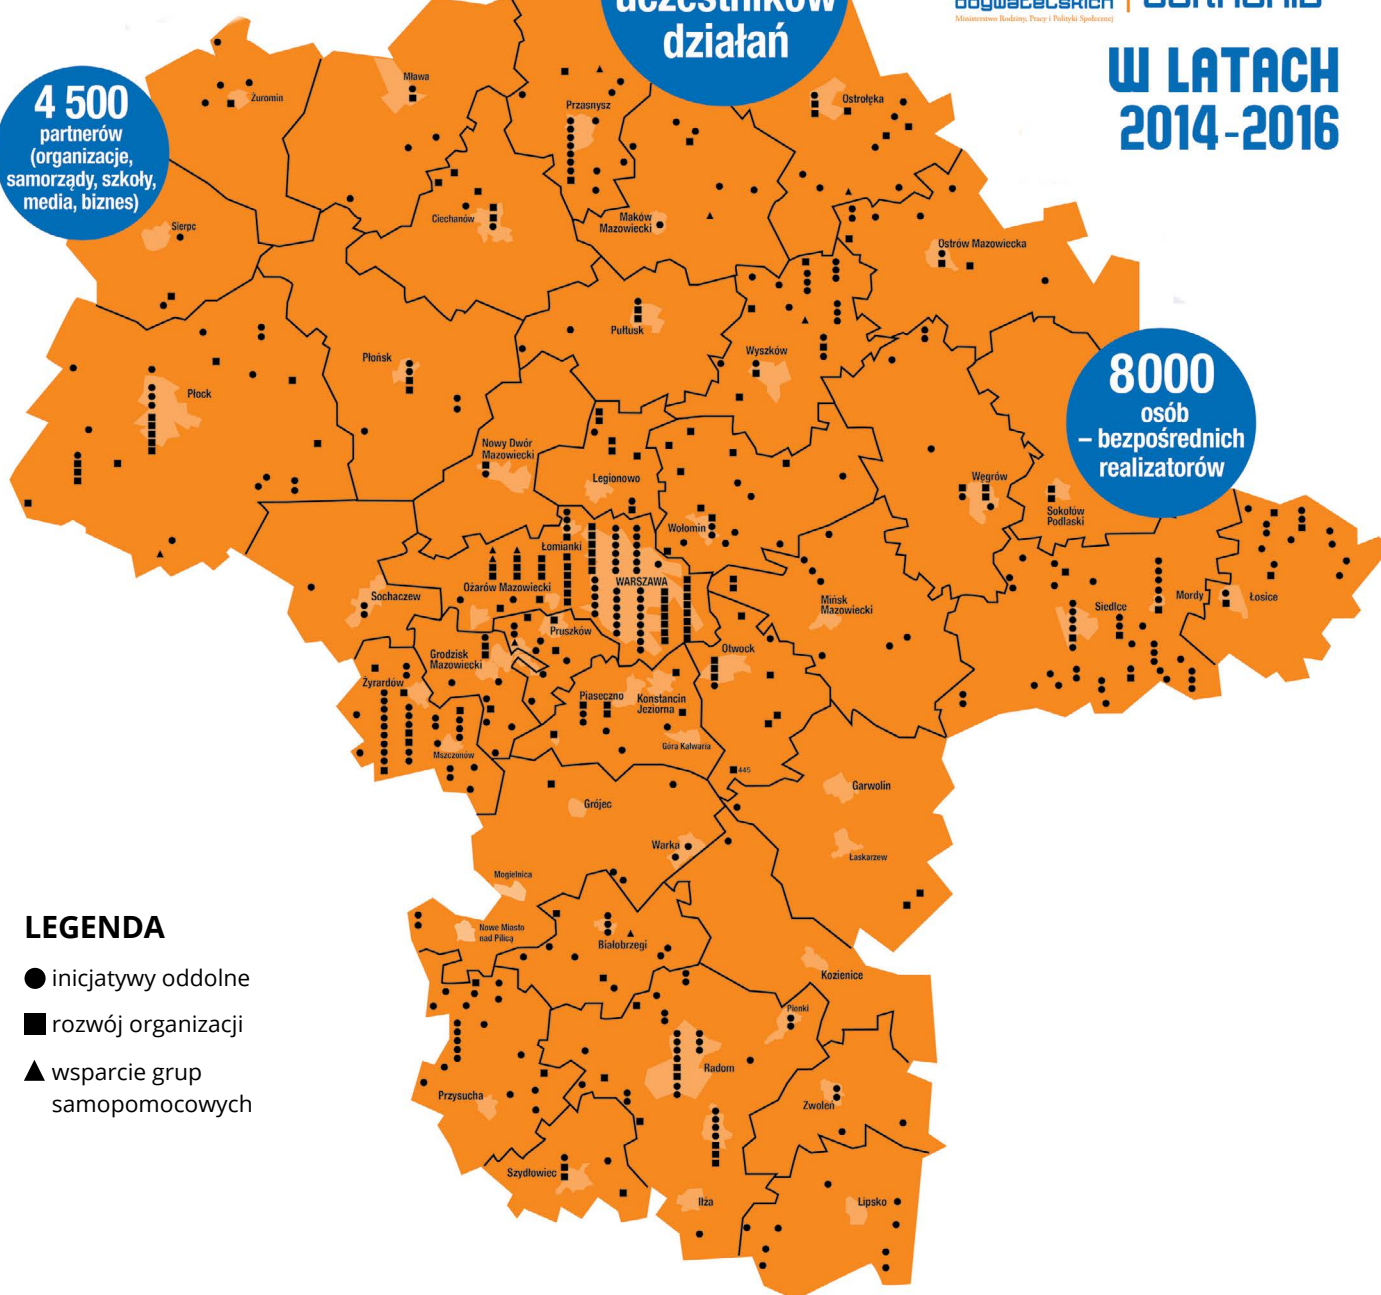 uczestników
działań
obywatelskich
Ministerstwo Rodziny, Pracy i Polityki Społecznej
W LATACH
2014-2016
4 500
partnerów
(organizacje,
samorządy, szkoły,
media, biznes)
8000
osób
– bezpośrednich
realizatorów
Żuromin
Mława
Przasnysz
Ostrołęka
Sierpc
Ciechanów
Maków
Mazowiecki
Ostrów Mazowiecka
Pułtusk
Wyszków
Płońsk
Płock
Nowy Dwór
Mazowiecki
Legionowo
Węgrów
Sokołów
Podlaski
Wołomin
Łomianki
WARSZAWA
Ożarów Mazowiecki
Sochaczew
Mińsk
Mazowiecki
Siedlce
Mordy
Łosice
Pruszków
Otwock
Grodzisk
Mazowiecki
Żyrardów
Piaseczno
Konstancin
Jeziorna
Góra Kalwaria
Mszczonów
445
Garwolin
Grójec
Warka
Łaskarzew
Mogielnica
Nowe Miasto
nad Pilicą
Białobrzegi
Kozienice
Pionki
Radom
Przysucha
Zwoleń
Szydłowiec
Iłża
Lipsko
LEGENDA
inicjatywy oddolne
rozwój organizacji
wsparcie grup
samopomocowych